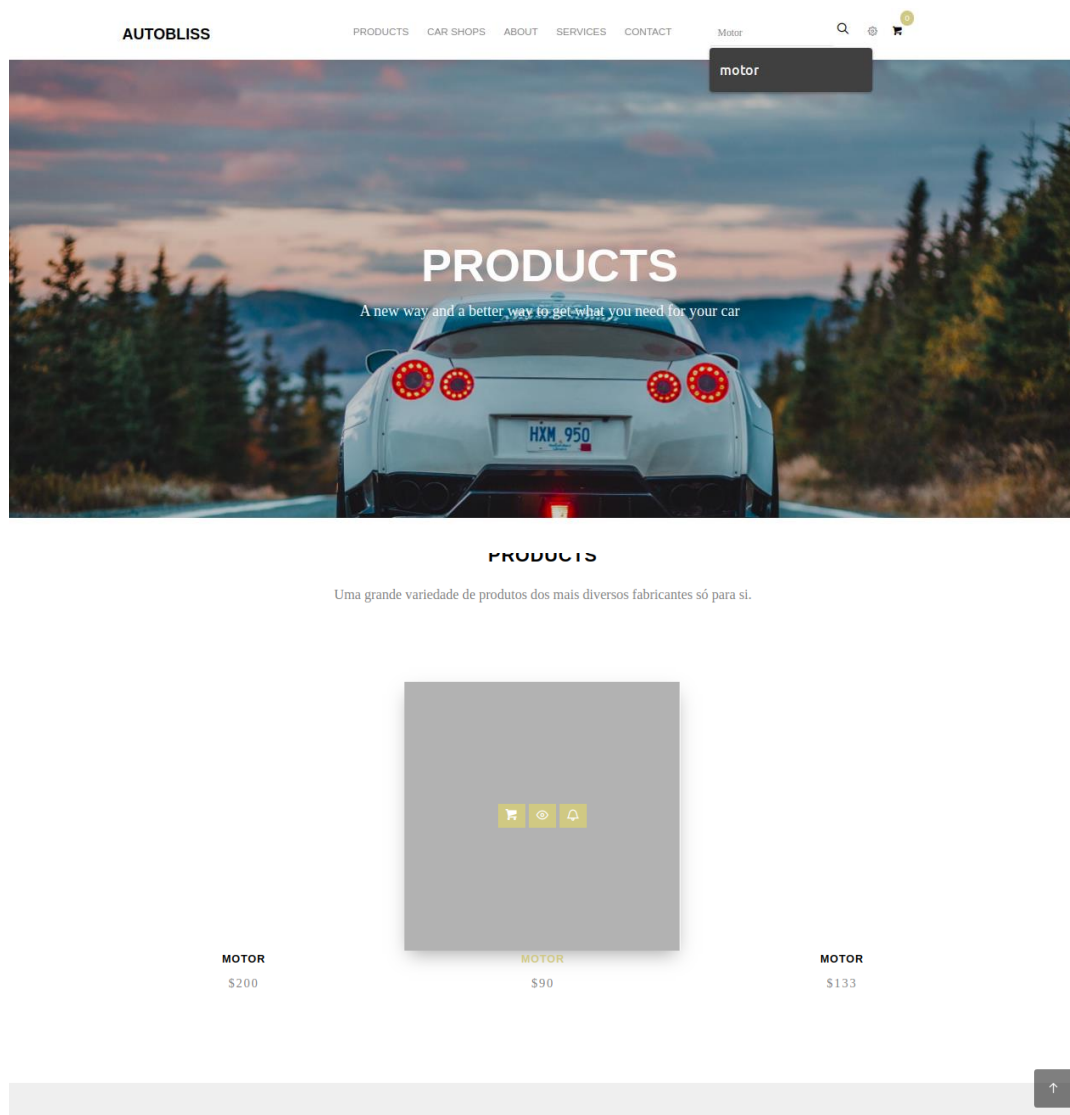 AUTOBLISS
PRODUCTS CAR SHOPS ABOUT SERVICES CONTACT
Motor
0
motor
PRODUCTS
A new way and a better way to get what you need for your car
HXM 950
PRODUCTS
Uma grande variedade de produtos dos mais diversos fabricantes só para si.
MOTOR MOTOR MOTOR
$200 $90 $133